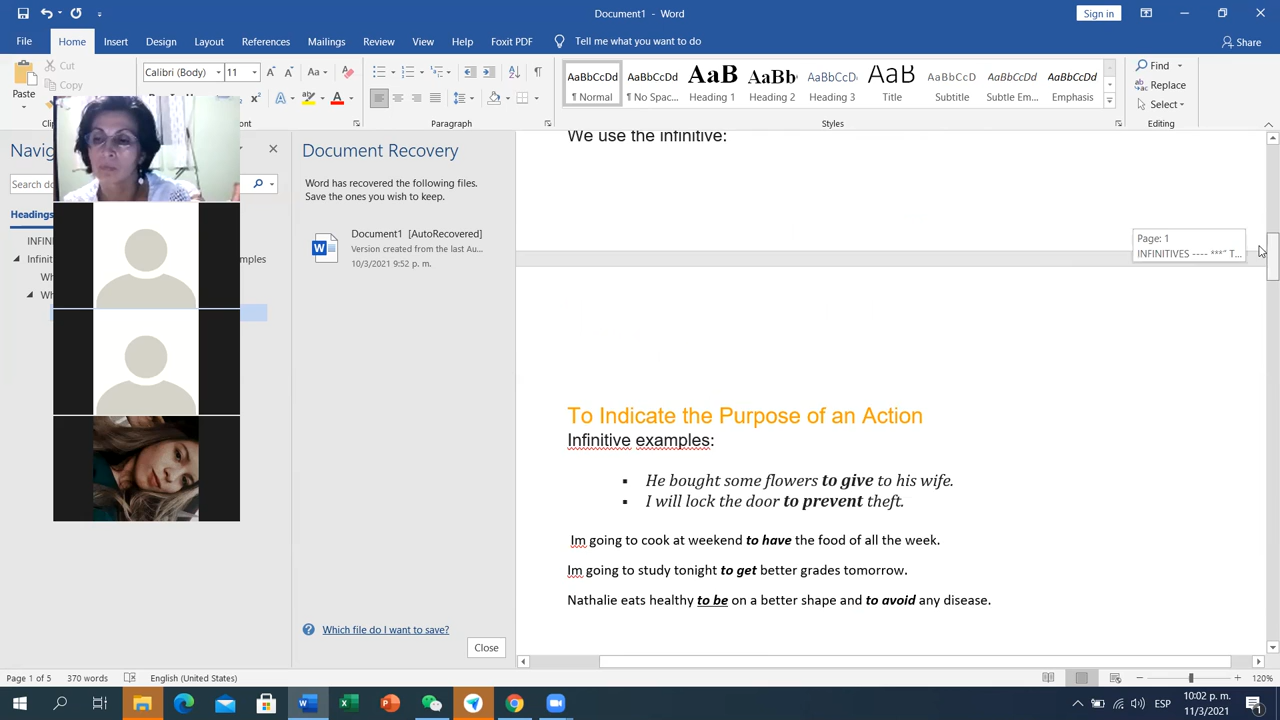 Document1 - Word
Sign in
File Home Insert Design Layout References Mailings Review View Help Foxit PDF Tell me what you want to do Share
Paste
Cut
Copy
Calibri (Body) 11
AaBbCcDd AaBbCcDd AaB AaBb AaBbCcD AaB AaBbCcD AaBbCcDd AaBbCcDd
¶ Normal ¶ No Spac... Heading 1 Heading 2 Heading 3 Title Subtitle Subtle Em... Emphasis
Find
Replace
Select
Paragraph Styles Editing
Document Recovery
Word has recovered the following files.
Save the ones you wish to keep.
Document1 [AutoRecovered]
Version created from the last Au...
10/3/2021 9:52 p. m.
Which file do I want to save?
Close
We use the infinitive:
Page: 1
INFINITIVES ---- ***" T...
To Indicate the Purpose of an Action
Infinitive examples:
▪ He bought some flowers to give to his wife.
▪ I will lock the door to prevent theft.
Im going to cook at weekend to have the food of all the week.
Im going to study tonight to get better grades tomorrow.
Nathalie eats healthy to be on a better shape and to avoid any disease.
Page 1 of 5 370 words English (United States) 120%
ESP
10:02 p. m.
11/3/2021